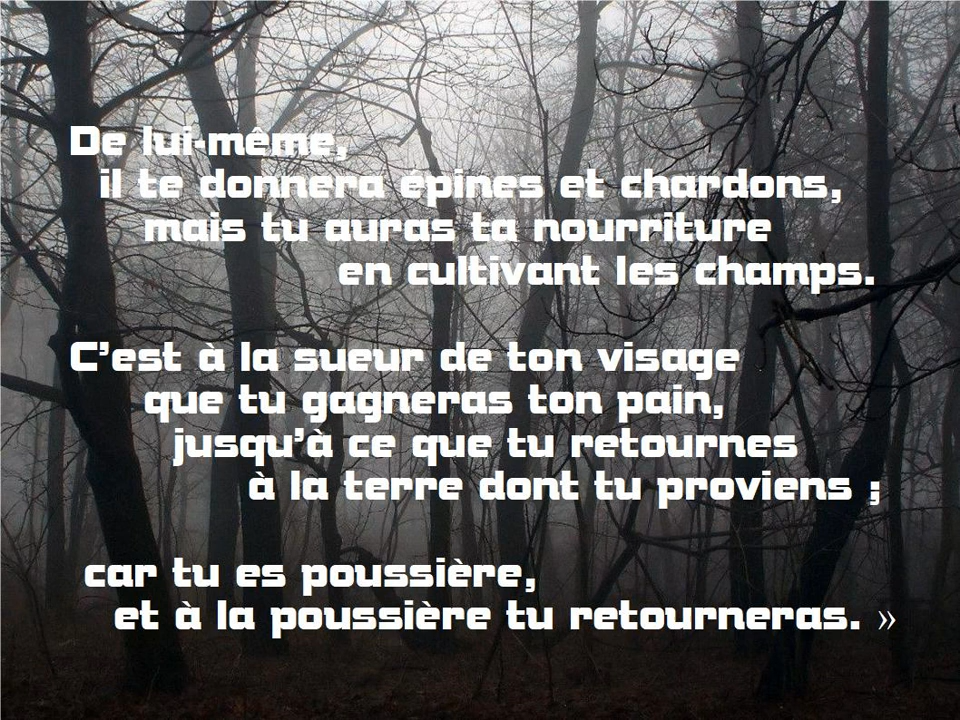 De lui-même,
il te donnera épines et chardons,
mais tu auras ta nourriture
en cultivant les champs.
C’est à la sueur de ton visage
que tu gagneras ton pain,
jusqu’à ce que tu retournes
à la terre dont tu proviens ;
car tu es poussière,
et à la poussière tu retourneras. »